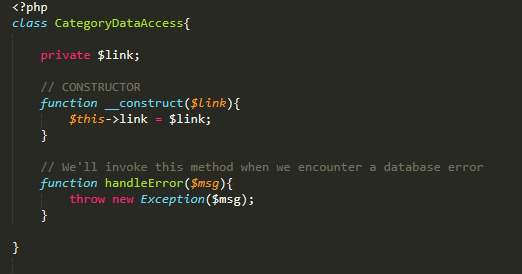 <?php
class CategoryDataAccess{
private $link;
// CONSTRUCTOR
function __construct($link){
$this->link = $link;
}
// We'll invoke this method when we encounter a database error
function handleError($msg){
throw new Exception($msg);
}
}